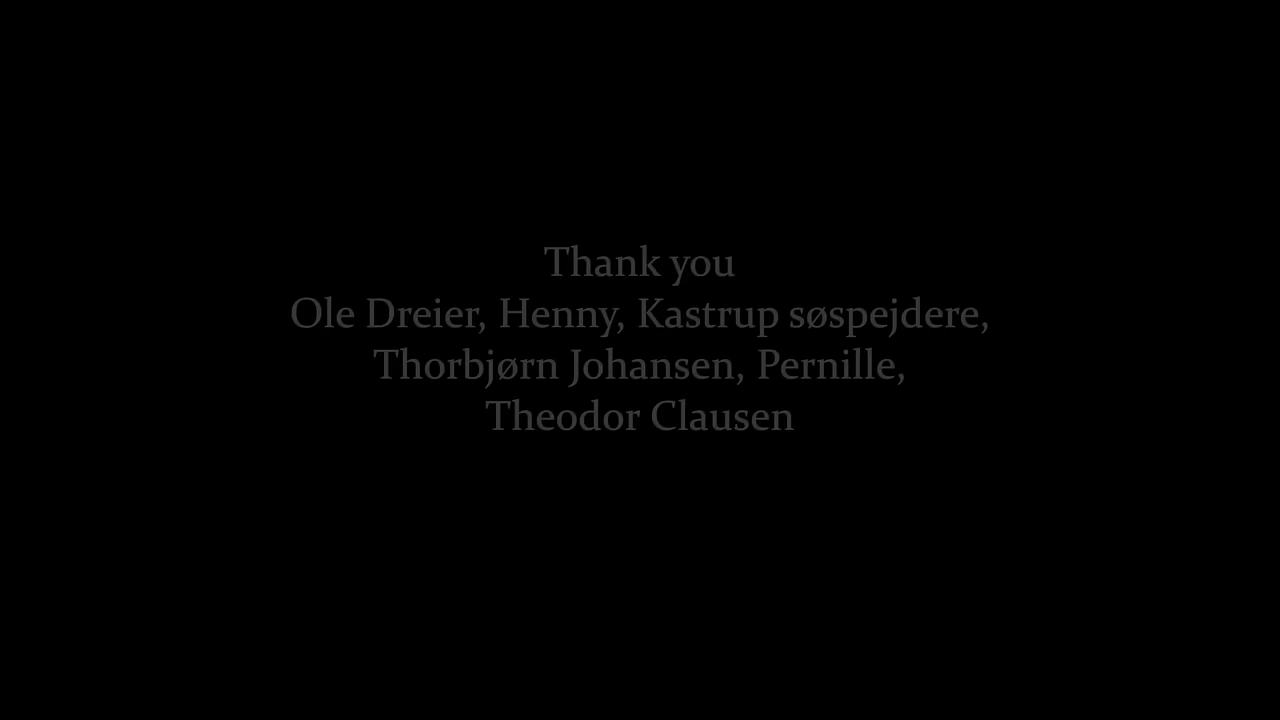 Thank you
Ole Dreier, Henny, Kastrup søspejdere,
Thorbjørn Johansen, Pernille,
Theodor Clausen